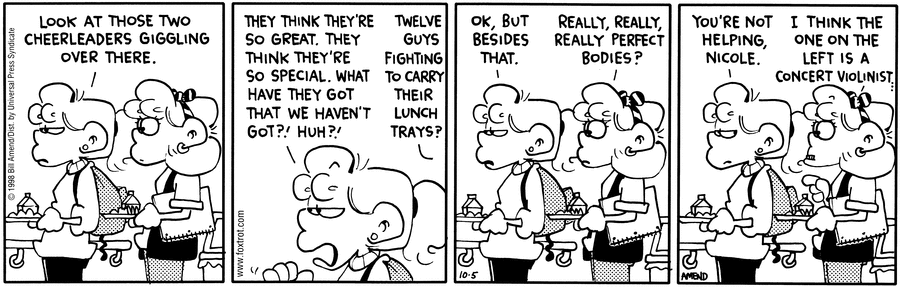 © 1998 Bill Amend/Dist. by Universal Press Syndicate
LOOK AT THOSE TWO
CHEERLEADERS GIGGLING
OVER THERE.
THEY THINK THEY'RE
SO GREAT. THEY
THINK THEY'RE
SO SPECIAL. WHAT
HAVE THEY GOT
THAT WE HAVEN'T
GOT?! HUH?!
TWELVE
GUYS
FIGHTING
TO CARRY
THEIR
LUNCH
TRAYS?
www.foxtrot.com
OK, BUT
BESIDES
THAT.
REALLY, REALLY,
REALLY PERFECT
BODIES?
10-5
YOU'RE NOT
HELPING,
NICOLE.
I THINK THE
ONE ON THE
LEFT IS A
CONCERT VIOLINIST...
AMEND